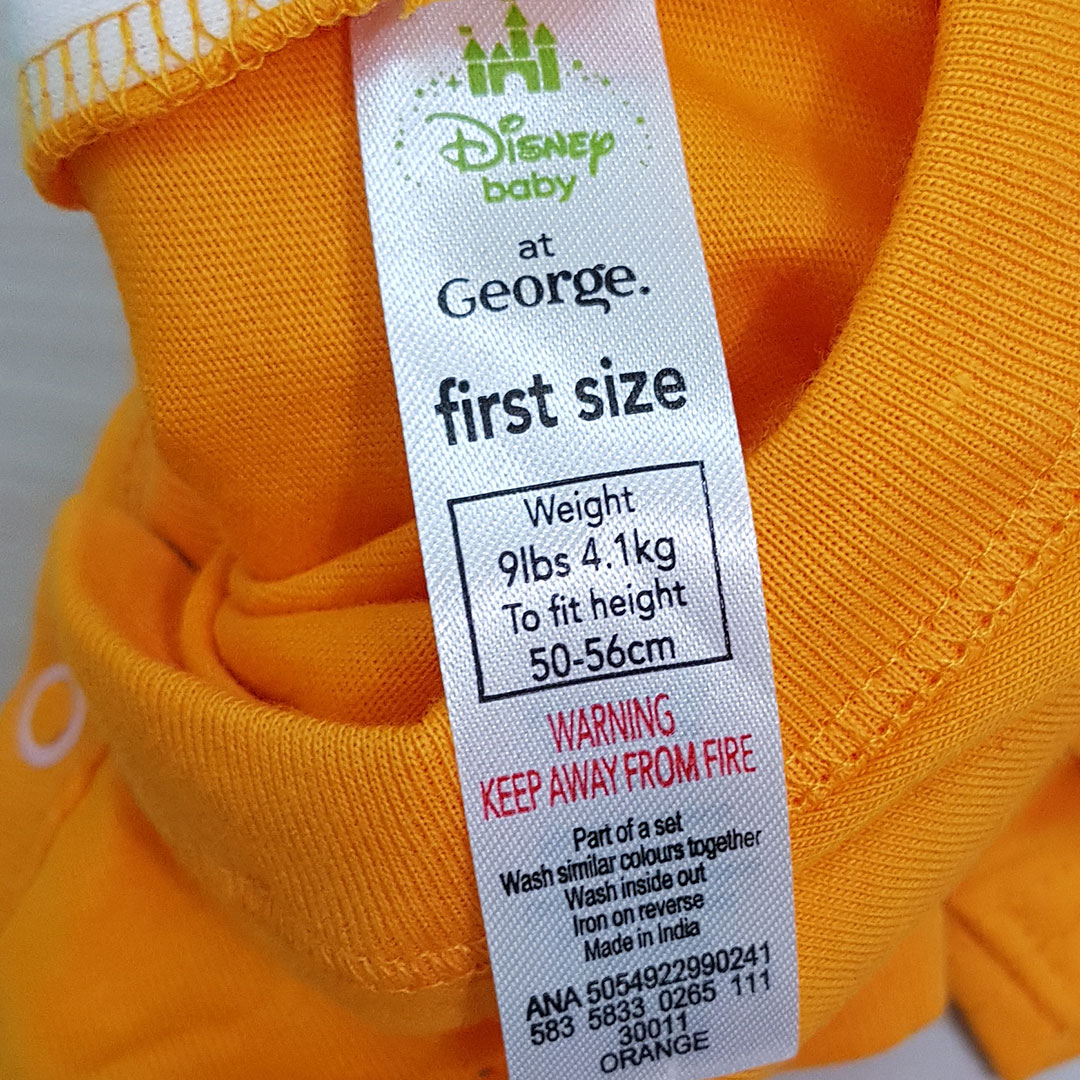 Disney
baby
at
George.
first size
Weight
9lbs 4.1kg
To fit height
50-56cm
WARNING
KEEP AWAY FROM FIRE
Part of a set
Wash similar colours together
Wash inside out
Iron on reverse
Made in India
ANA 5054922990241
583 5833 0265 111
30011
ORANGE